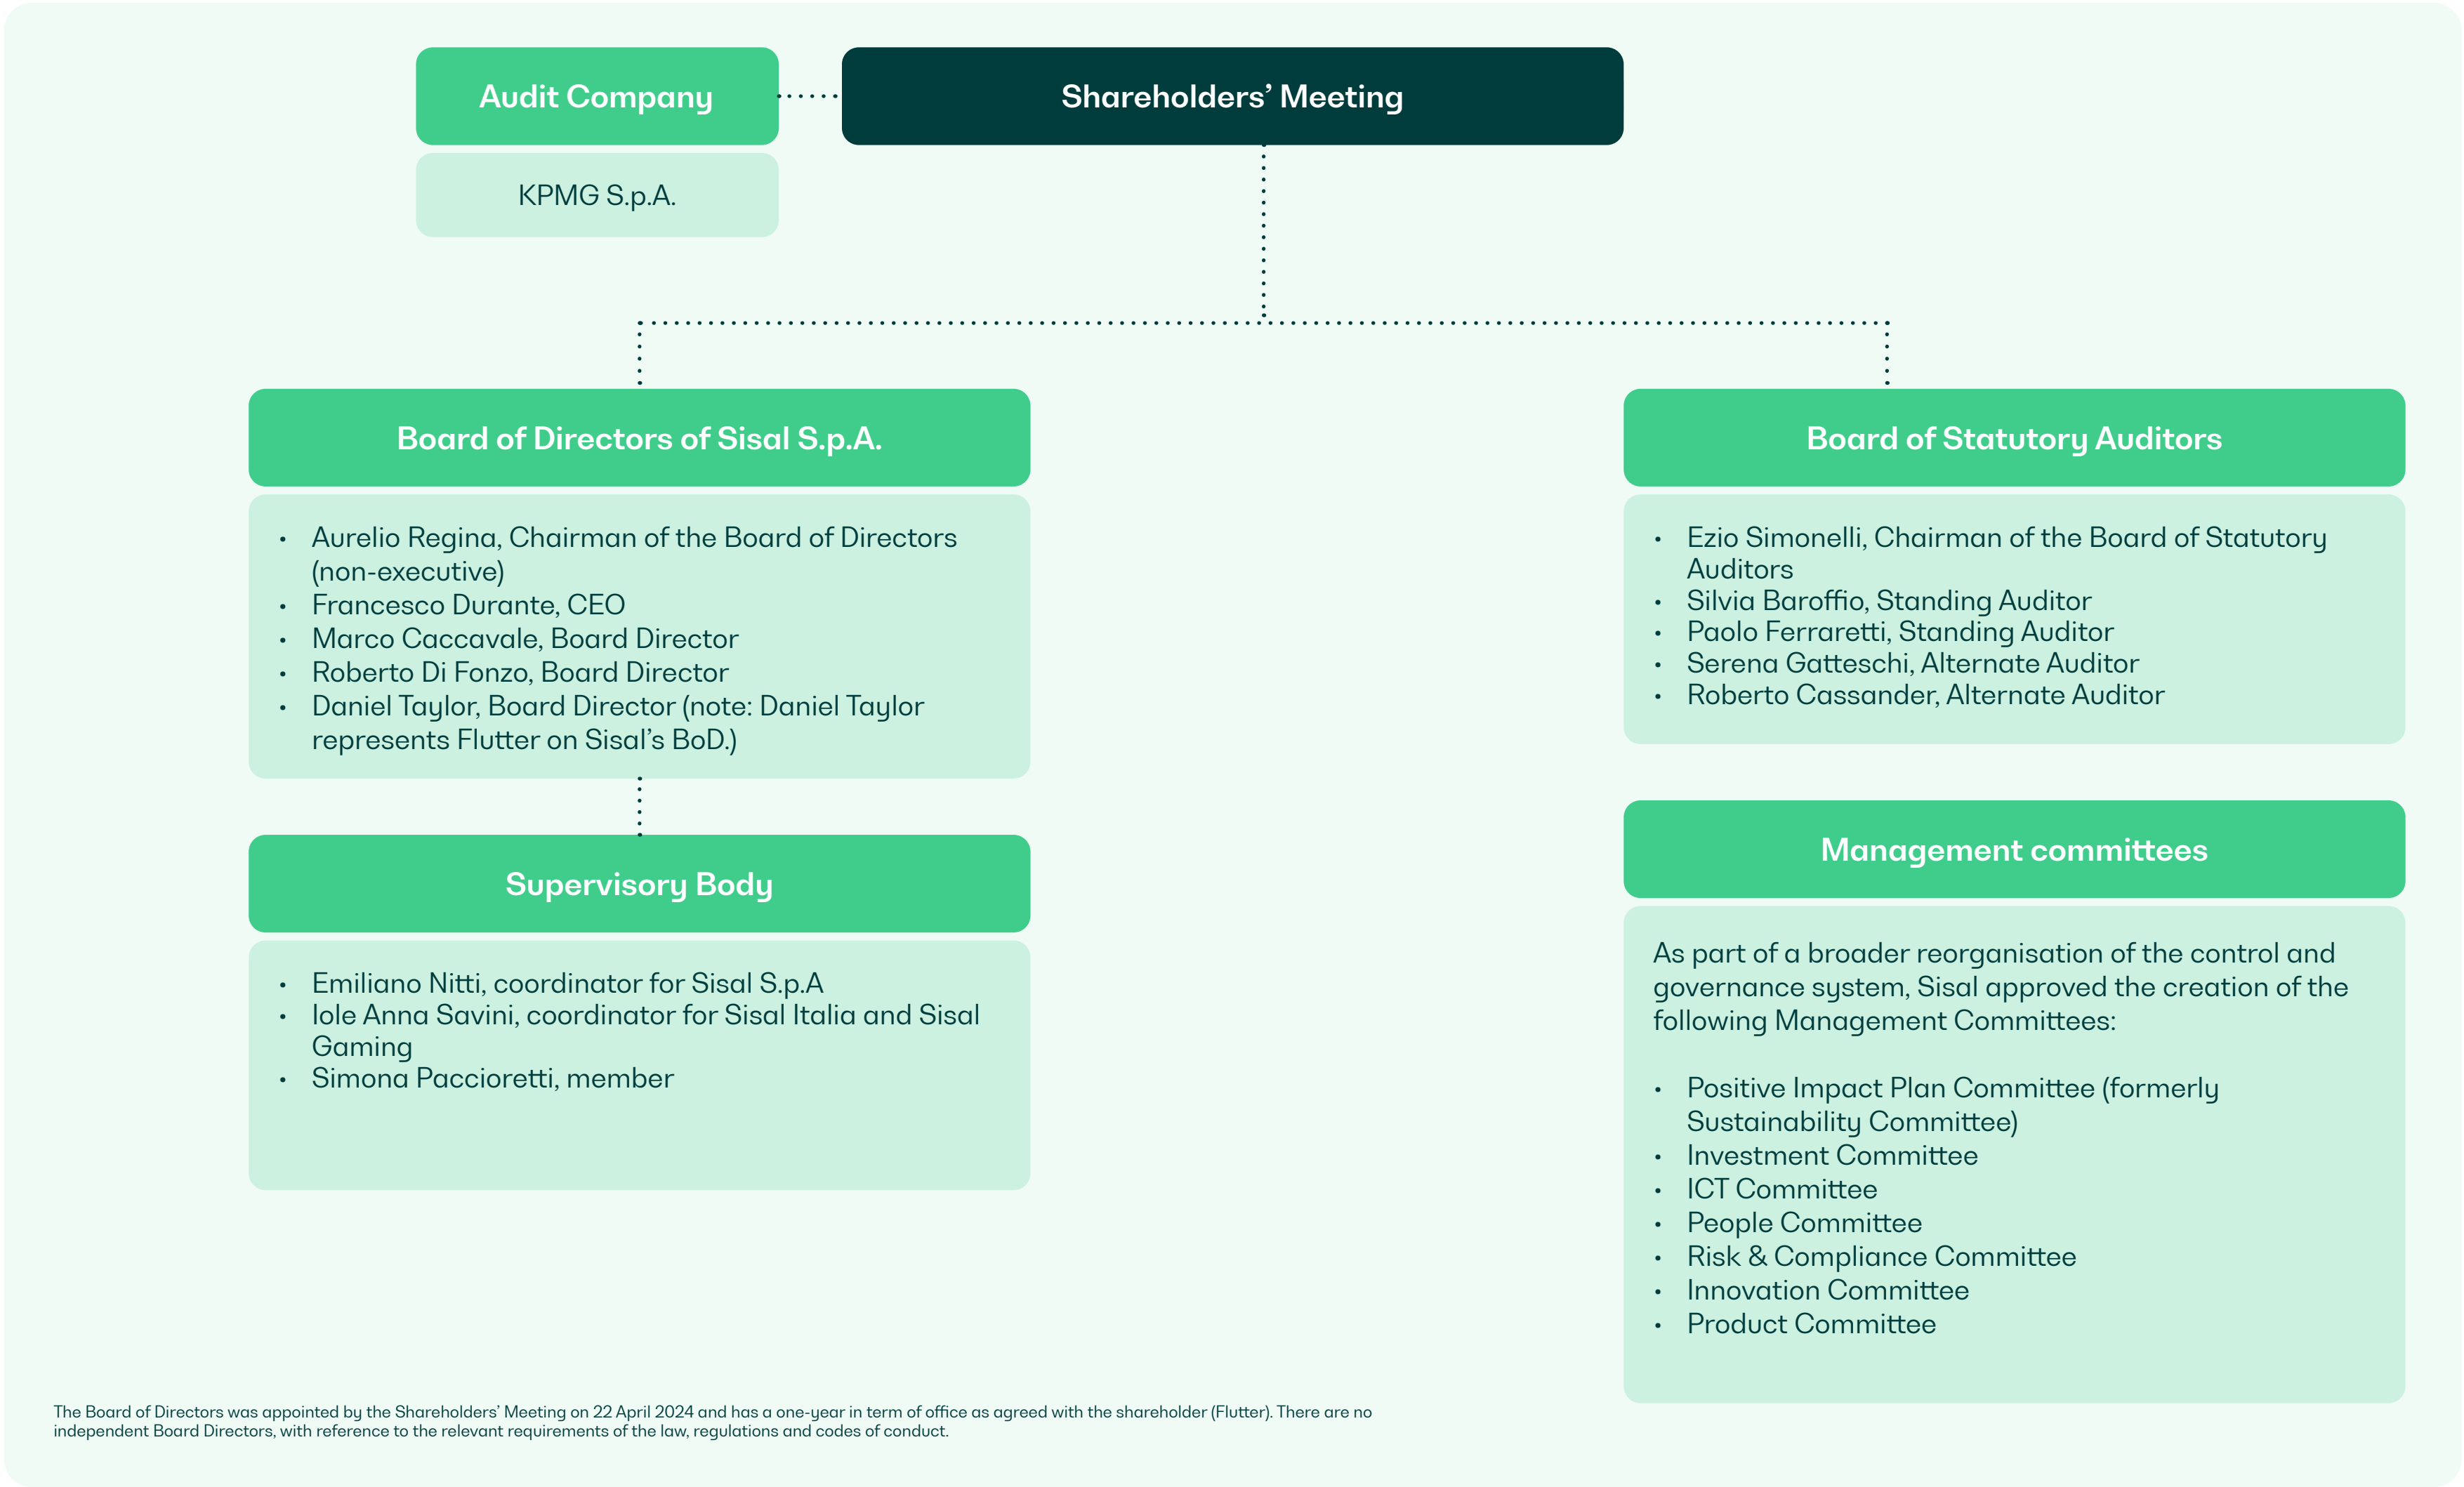 Audit Company
Shareholders’ Meeting
KPMG S.p.A.
Board of Directors of Sisal S.p.A.
• Aurelio Regina, Chairman of the Board of Directors
(non-executive)
• Francesco Durante, CEO
• Marco Caccavale, Board Director
• Roberto Di Fonzo, Board Director
• Daniel Taylor, Board Director (note: Daniel Taylor
represents Flutter on Sisal’s BoD.)
Board of Statutory Auditors
• Ezio Simonelli, Chairman of the Board of Statutory
Auditors
• Silvia Baroffio, Standing Auditor
• Paolo Ferraretti, Standing Auditor
• Serena Gatteschi, Alternate Auditor
• Roberto Cassander, Alternate Auditor
Supervisory Body
• Emiliano Nitti, coordinator for Sisal S.p.A
• Iole Anna Savini, coordinator for Sisal Italia and Sisal
Gaming
• Simona Paccioretti, member
Management committees
As part of a broader reorganisation of the control and
governance system, Sisal approved the creation of the
following Management Committees:
• Positive Impact Plan Committee (formerly
Sustainability Committee)
• Investment Committee
• ICT Committee
• People Committee
• Risk & Compliance Committee
• Innovation Committee
• Product Committee
The Board of Directors was appointed by the Shareholders’ Meeting on 22 April 2024 and has a one-year in term of office as agreed with the shareholder (Flutter). There are no
independent Board Directors, with reference to the relevant requirements of the law, regulations and codes of conduct.